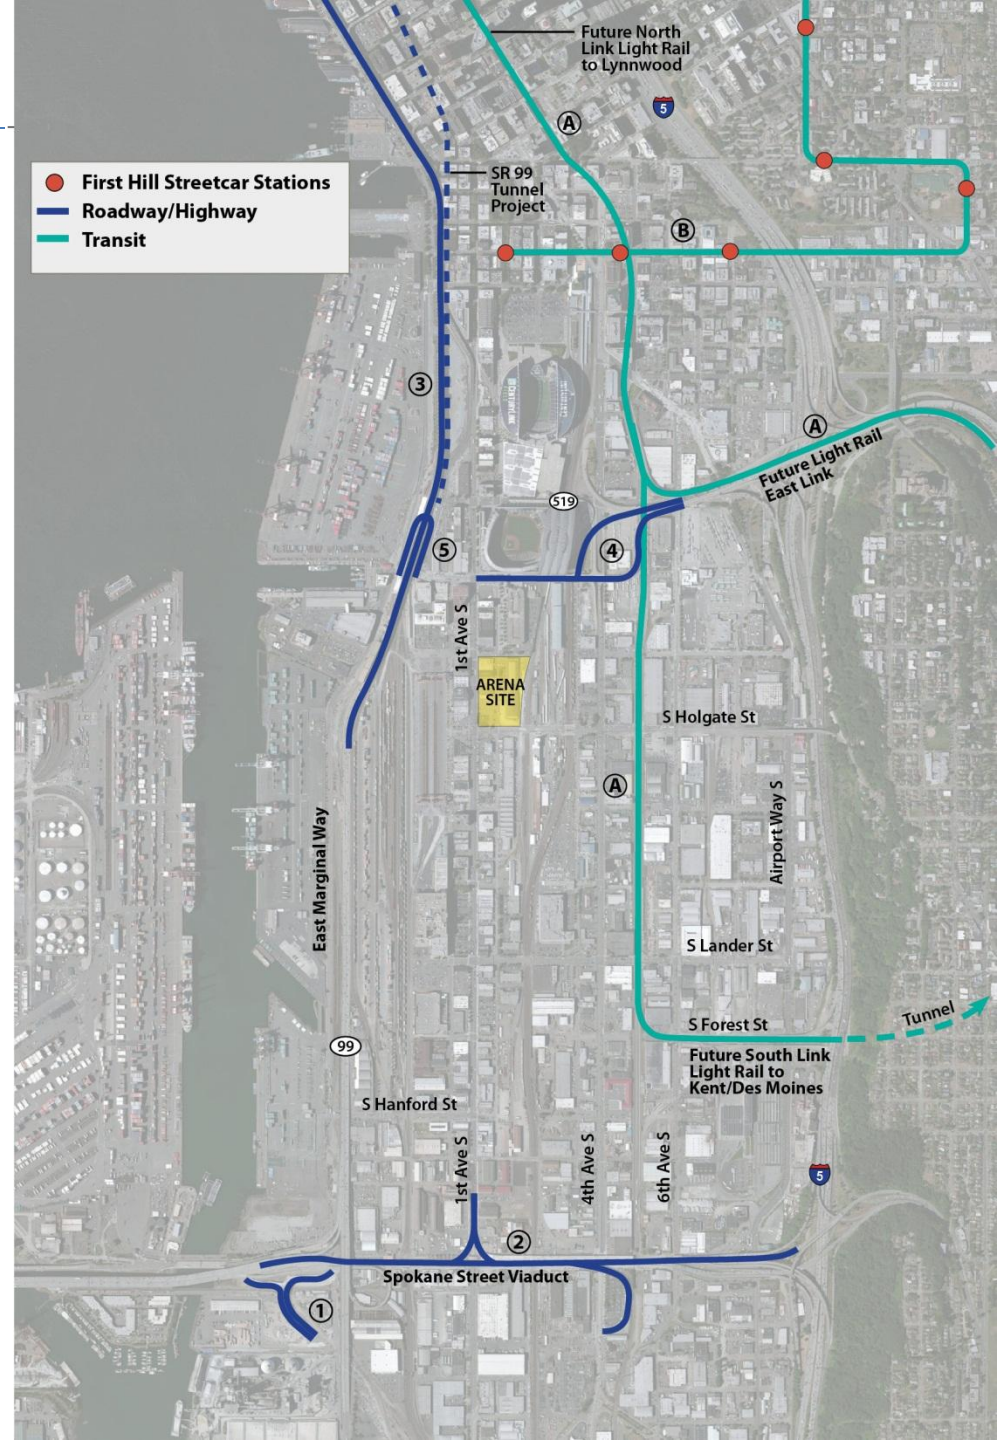 Future North
Link Light Rail
to Lynnwood
5
A
First Hill Streetcar Stations
Roadway/Highway
Transit
SR 99
Tunnel
Project
B
3
A
Future Light Rail
East Link
519
5
4
1st Ave S
ARENA
SITE
S Holgate St
A
Airport Way S
East Marginal Way
S Lander St
Tunnel
S Forest St
99
Future South Link
Light Rail to
Kent/Des Moines
S Hanford St
1st Ave S
4th Ave S
6th Ave S
5
2
Spokane Street Viaduct
1